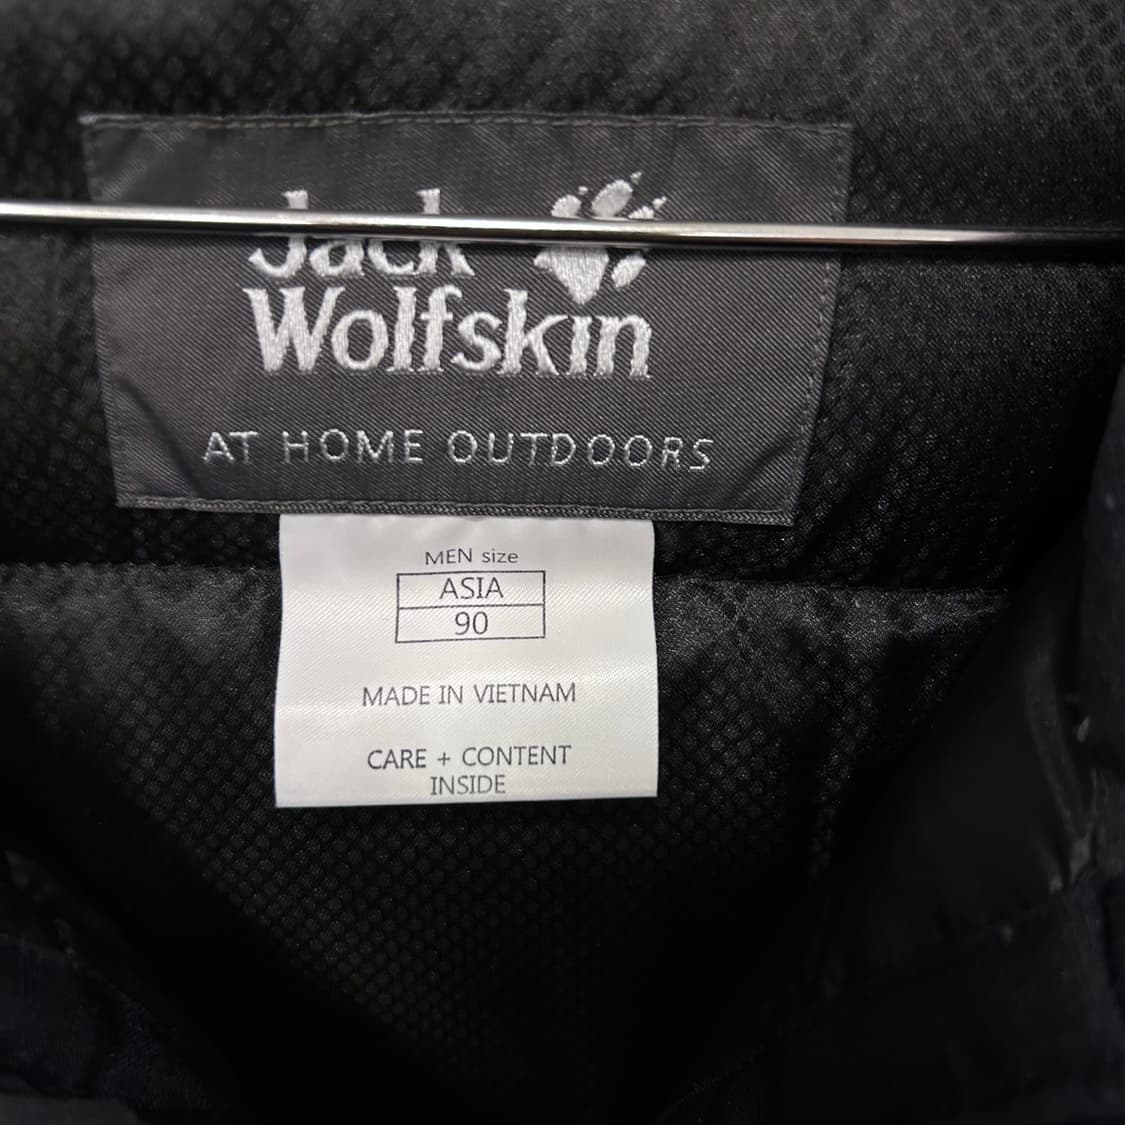 Jack
Wolfskin
AT HOME OUTDOORS
MEN size
ASIA
90
MADE IN VIETNAM
CARE + CONTENT
INSIDE